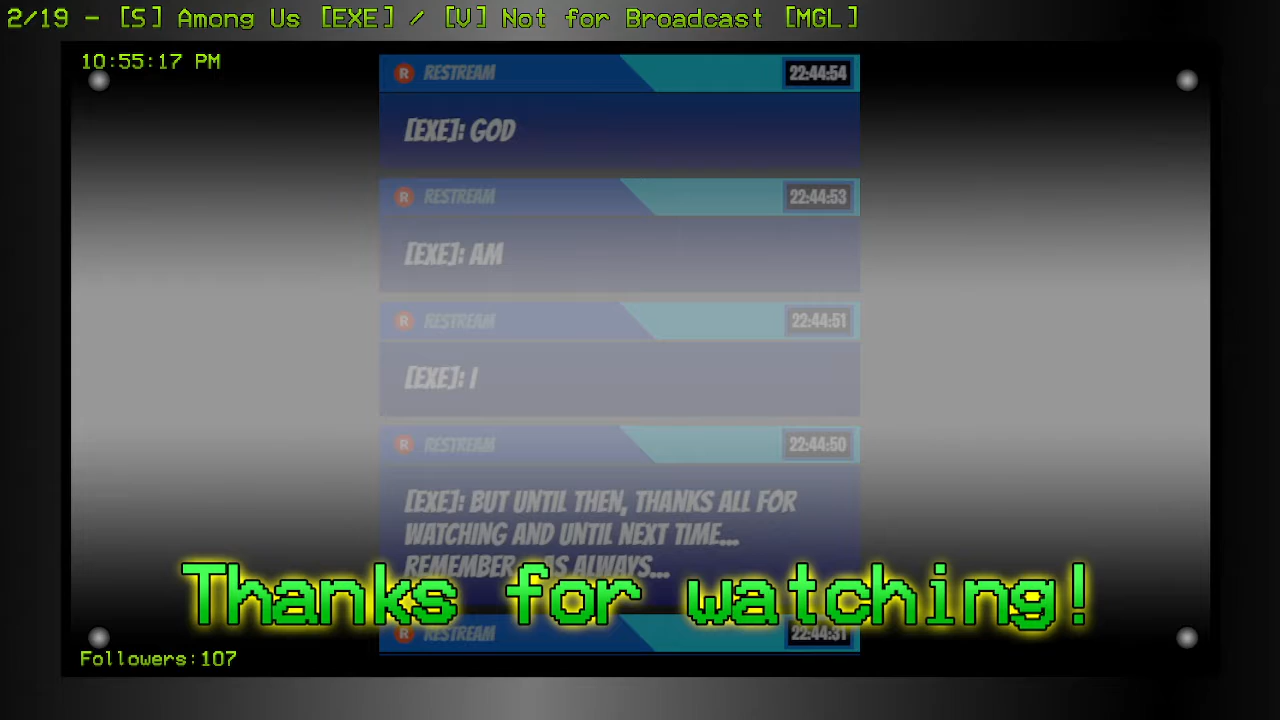 2/19 - [S] Among Us [EXE] / [V] Not for Broadcast [MGL]
10:55:17 PM
R RESTREAM 22:44:54
[EXE]: GOD
R RESTREAM 22:44:53
[EXE]: AM
R RESTREAM 22:44:51
[EXE]: I
R RESTREAM 22:44:50
[EXE]: BUT UNTIL THEN, THANKS ALL FOR
WATCHING AND UNTIL NEXT TIME...
REMEMBER... AS ALWAYS...
Thanks for watching!
R RESTREAM 22:44:31
Followers:107